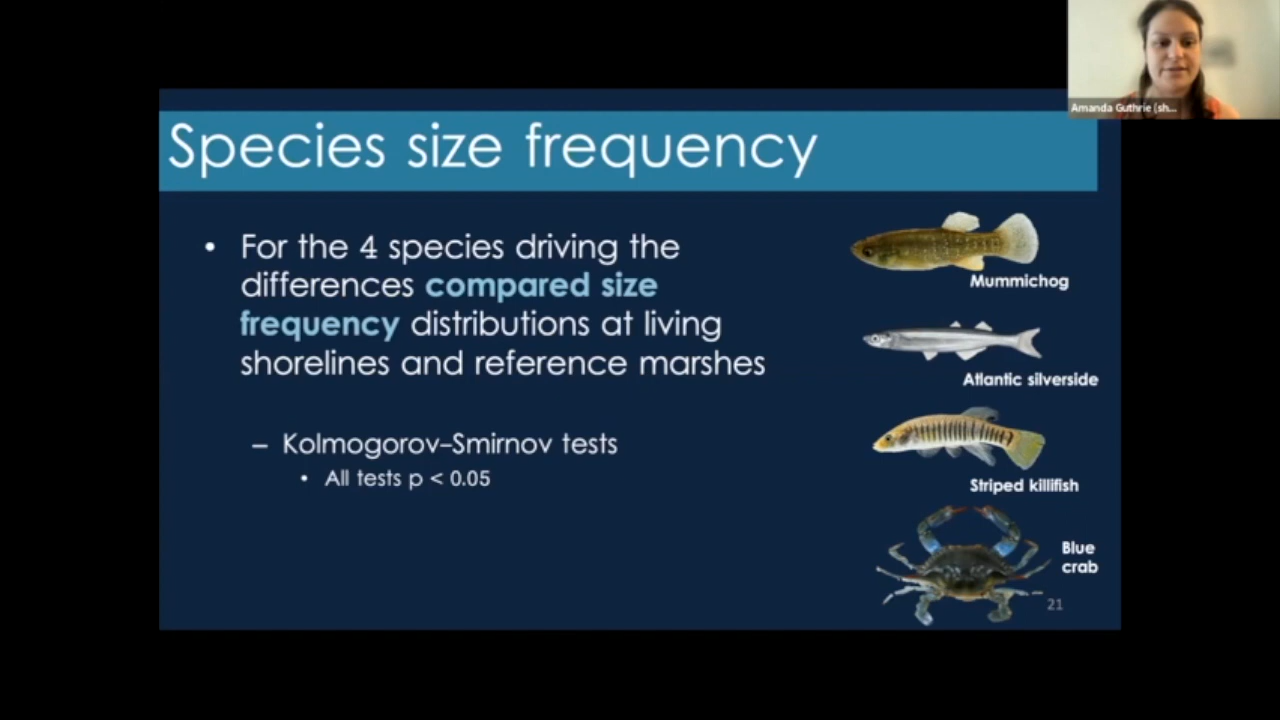 Amanda Guthrie (sh...
Species size frequency
• For the 4 species driving the
differences compared size
frequency distributions at living
shorelines and reference marshes
– Kolmogorov–Smirnov tests
• All tests p < 0.05
Mummichog
Atlantic silverside
Striped killifish
Blue
crab
21